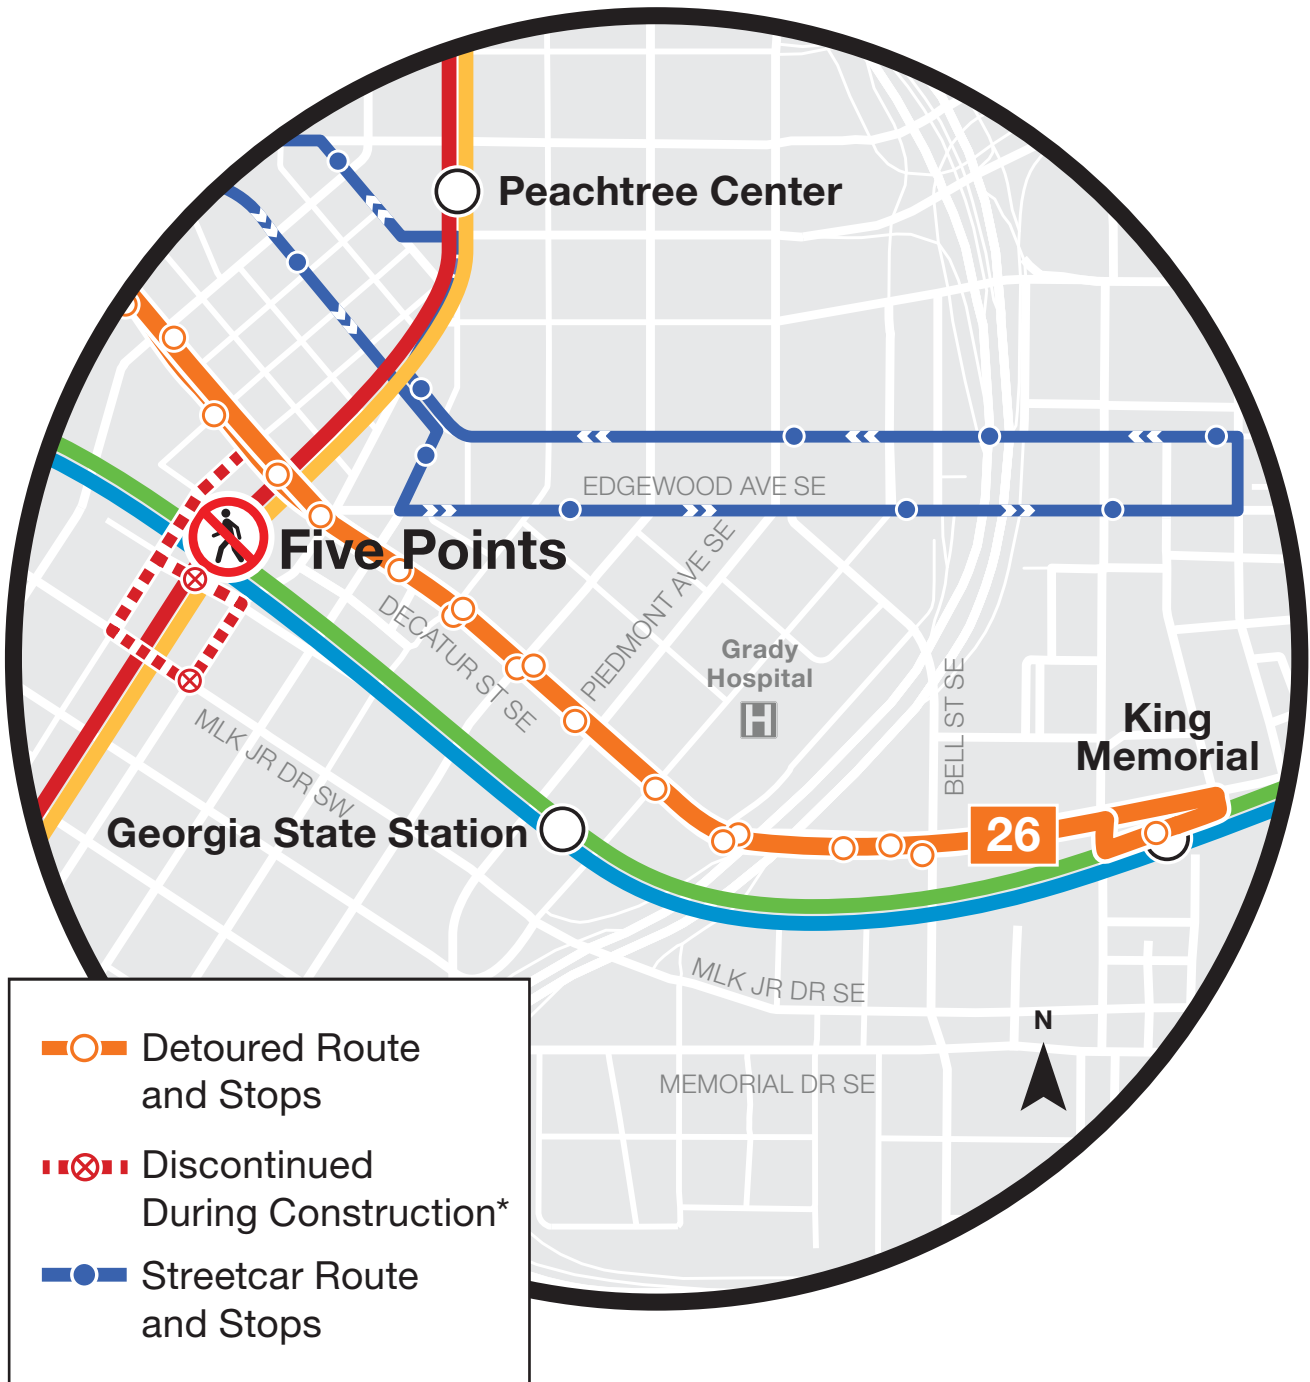 Peachtree Center
EDGEWOOD AVE SE
Five Points
PIEDMONT AVE SE
DECATUR ST SE
Grady
Hospital
H
BELL ST SE
King
Memorial
MLK JR DR SW
Georgia State Station
26
MLK JR DR SE
N
MEMORIAL DR SE
Detoured Route
and Stops
Discontinued
During Construction*
Streetcar Route
and Stops